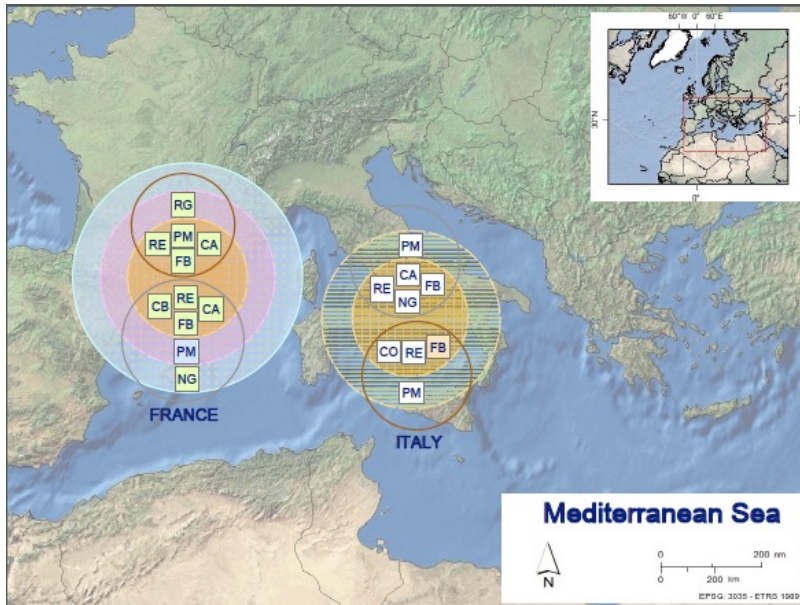 60°W 0° 60°E
30°N
0°
RG
RE PM CA
FB
CB RE CA
FB
PM
NG
FRANCE
PM
CA
RE FB
NG
CO RE FB
PM
ITALY
Mediterranean Sea
N
0 200 nm
0 200 km
EPSG: 3035 - ETRS 1989